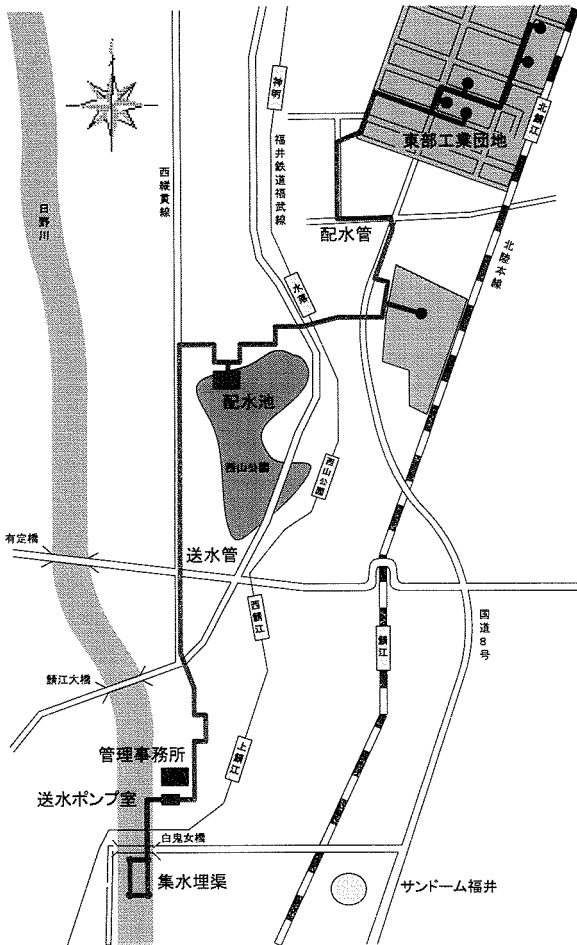 神明
北鯖江
東部工業団地
西縦貫線
福井鉄道福武線
日野川
配水管
北陸本線
水落
配水池
西山公園
西山公園
有定橋
送水管
西鯖江
国道8号
鯖江
鯖江大橋
管理事務所
上鯖江
送水ポンプ室
白鬼女橋
集水埋渠
サンドーム福井